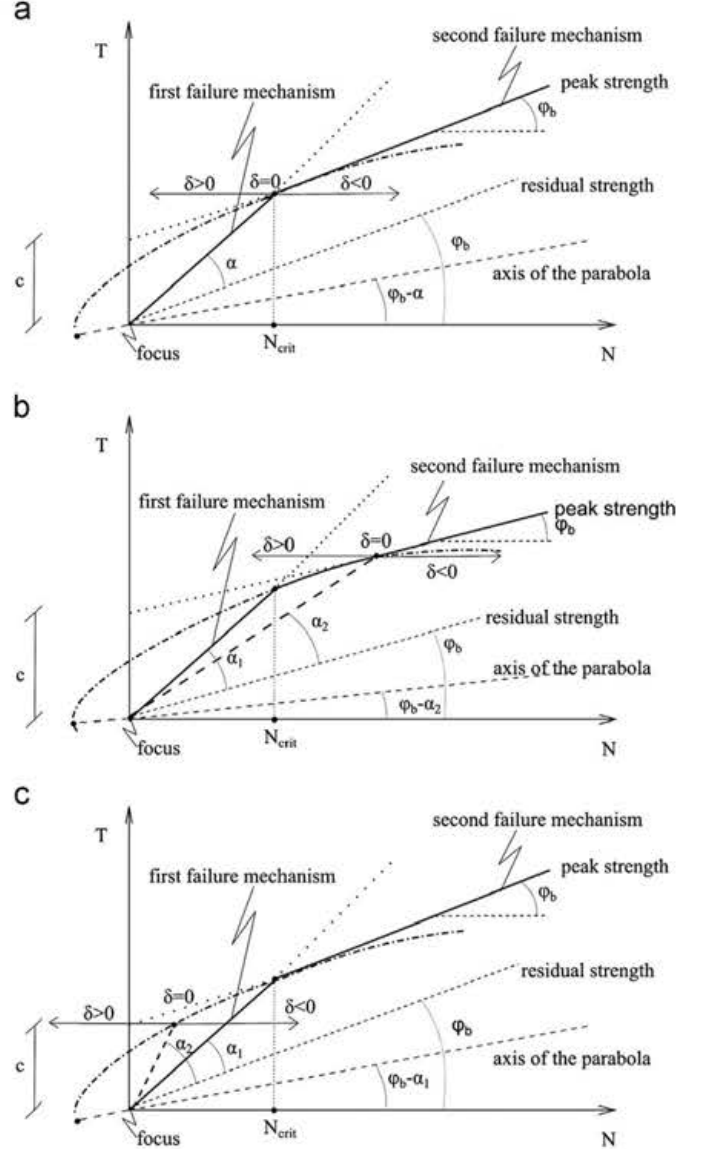 a
T
second failure mechanism
peak strength
first failure mechanism
φb
δ>0
δ=0
δ<0
residual strength
c
α
φb
axis of the parabola
φb-α
focus
Ncrit
N
b
T
second failure mechanism
first failure mechanism
peak strength
φb
δ>0
δ=0
δ<0
α2
residual strength
c
α1
φb
axis of the parabola
φb-α2
focus
Ncrit
N
c
T
second failure mechanism
peak strength
first failure mechanism
φb
residual strength
δ>0
δ=0
δ<0
c
α2
α1
φb
axis of the parabola
φb-α1
focus
Ncrit
N